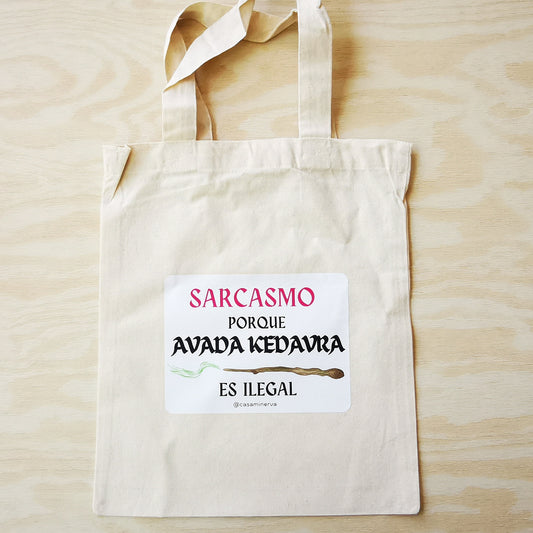 SARCASMO
PORQUE
AVADA KEDAVRA
ES ILEGAL
@casaminerva